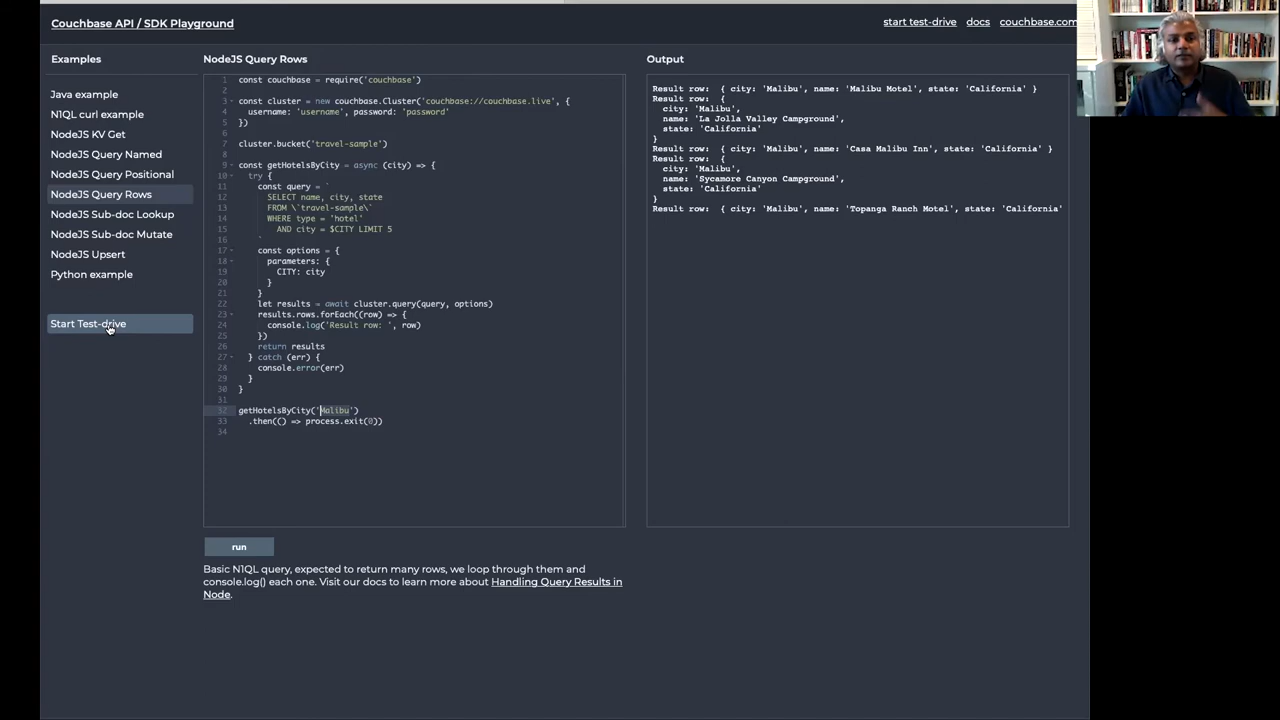 Couchbase API / SDK Playground
start test-drive
docs
couchbase.com
Examples
Java example
N1QL curl example
NodeJS KV Get
NodeJS Query Named
NodeJS Query Positional
NodeJS Query Rows
NodeJS Sub-doc Lookup
NodeJS Sub-doc Mutate
NodeJS Upsert
Python example
Start Test-drive
NodeJS Query Rows
1 const couchbase = require('couchbase')
2
3 const cluster = new couchbase.Cluster('couchbase://couchbase.live', {
4 username: 'username', password: 'password'
5 })
6
7 cluster.bucket('travel-sample')
8
9 const getHotelsByCity = async (city) => {
10 try {
11 const query = `
12 SELECT name, city, state
13 FROM \`travel-sample\`
14 WHERE type = 'hotel'
15 AND city = $CITY LIMIT 5
16 `
17 const options = {
18 parameters: {
19 CITY: city
20 }
21 }
22 let results = await cluster.query(query, options)
23 results.rows.forEach((row) => {
24 console.log('Result row: ', row)
25 })
26 return results
27 } catch (err) {
28 console.error(err)
29 }
30 }
31
32 getHotelsByCity('Malibu')
33 .then(() => process.exit(0))
34
run
Basic N1QL query, expected to return many rows, we loop through them and
console.log() each one. Visit our docs to learn more about Handling Query Results in
Node.
Output
Result row: { city: 'Malibu', name: 'Malibu Motel', state: 'California' }
Result row: {
city: 'Malibu',
name: 'La Jolla Valley Campground',
state: 'California'
}
Result row: { city: 'Malibu', name: 'Casa Malibu Inn', state: 'California' }
Result row: {
city: 'Malibu',
name: 'Sycamore Canyon Campground',
state: 'California'
}
Result row: { city: 'Malibu', name: 'Topanga Ranch Motel', state: 'California'